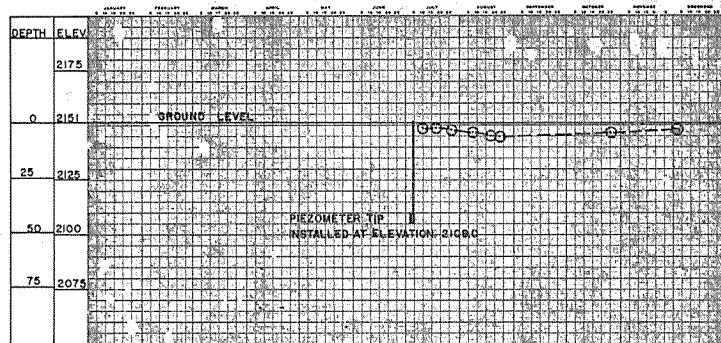 JANUARY FEBRUARY MARCH APRIL MAY JUNE JULY AUGUST SEPTEMBER OCTOBER NOVEMBER DECEMBER
DEPTH ELEV.
2175
0 2151 GROUND LEVEL
25 2125
PIEZOMETER TIP
50 2100 INSTALLED AT ELEVATION: 2109.0
75 2075